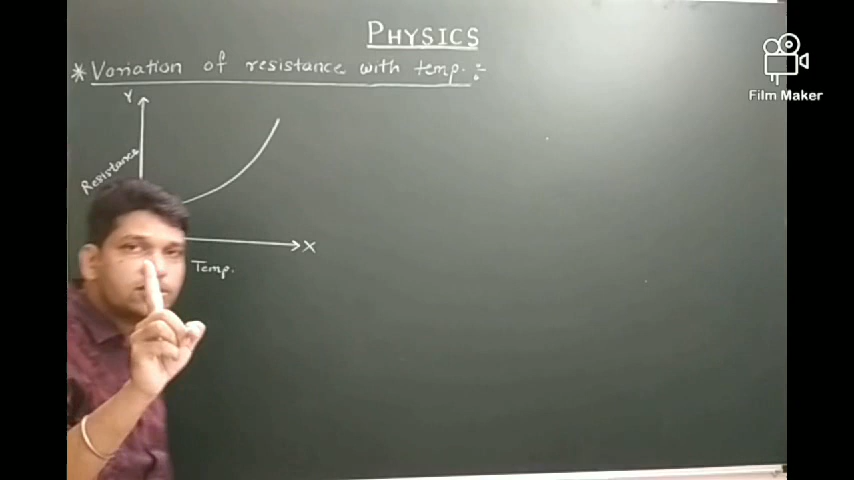 PHYSICS
* Variation of resistance with temp. :-
Y
Resistance
X
Temp.
Film Maker